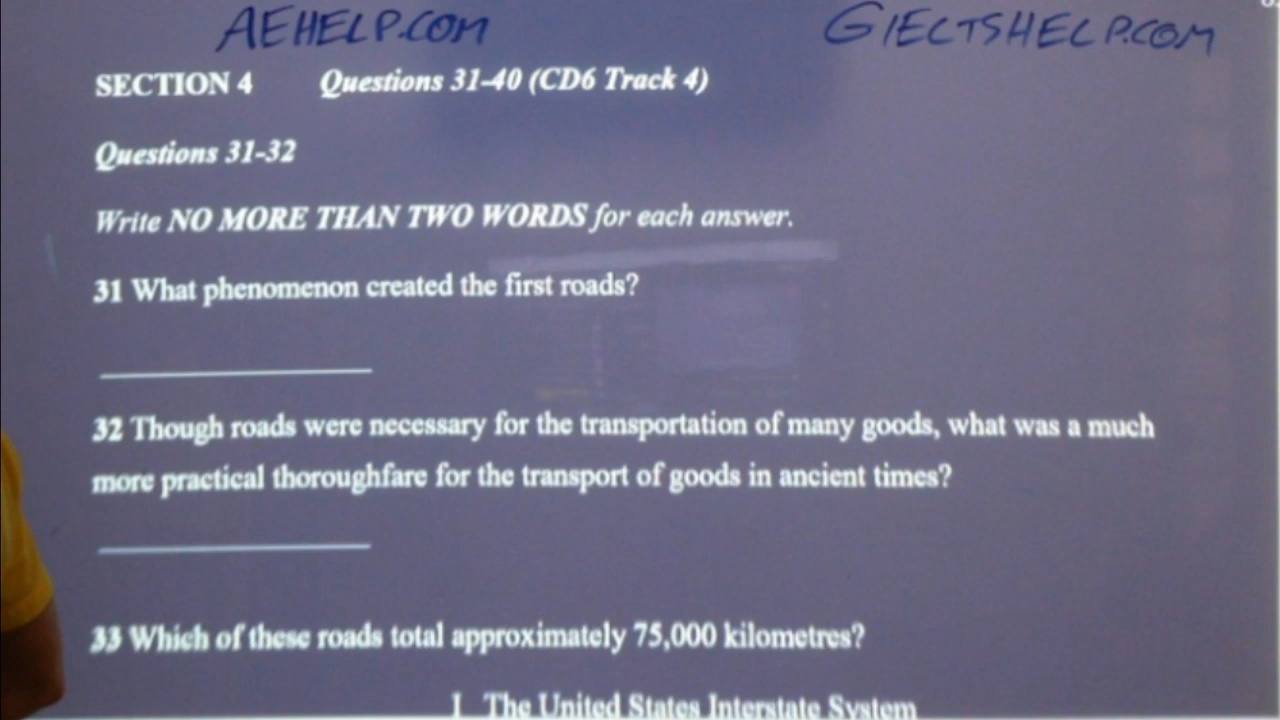 AEHELP.COM GIELTSHELP.COM
SECTION 4 Questions 31-40 (CD6 Track 4)
Questions 31-32
Write NO MORE THAN TWO WORDS for each answer.
31 What phenomenon created the first roads?
32 Though roads were necessary for the transportation of many goods, what was a much
more practical thoroughfare for the transport of goods in ancient times?
33 Which of these roads total approximately 75,000 kilometres?
I The United States Interstate System